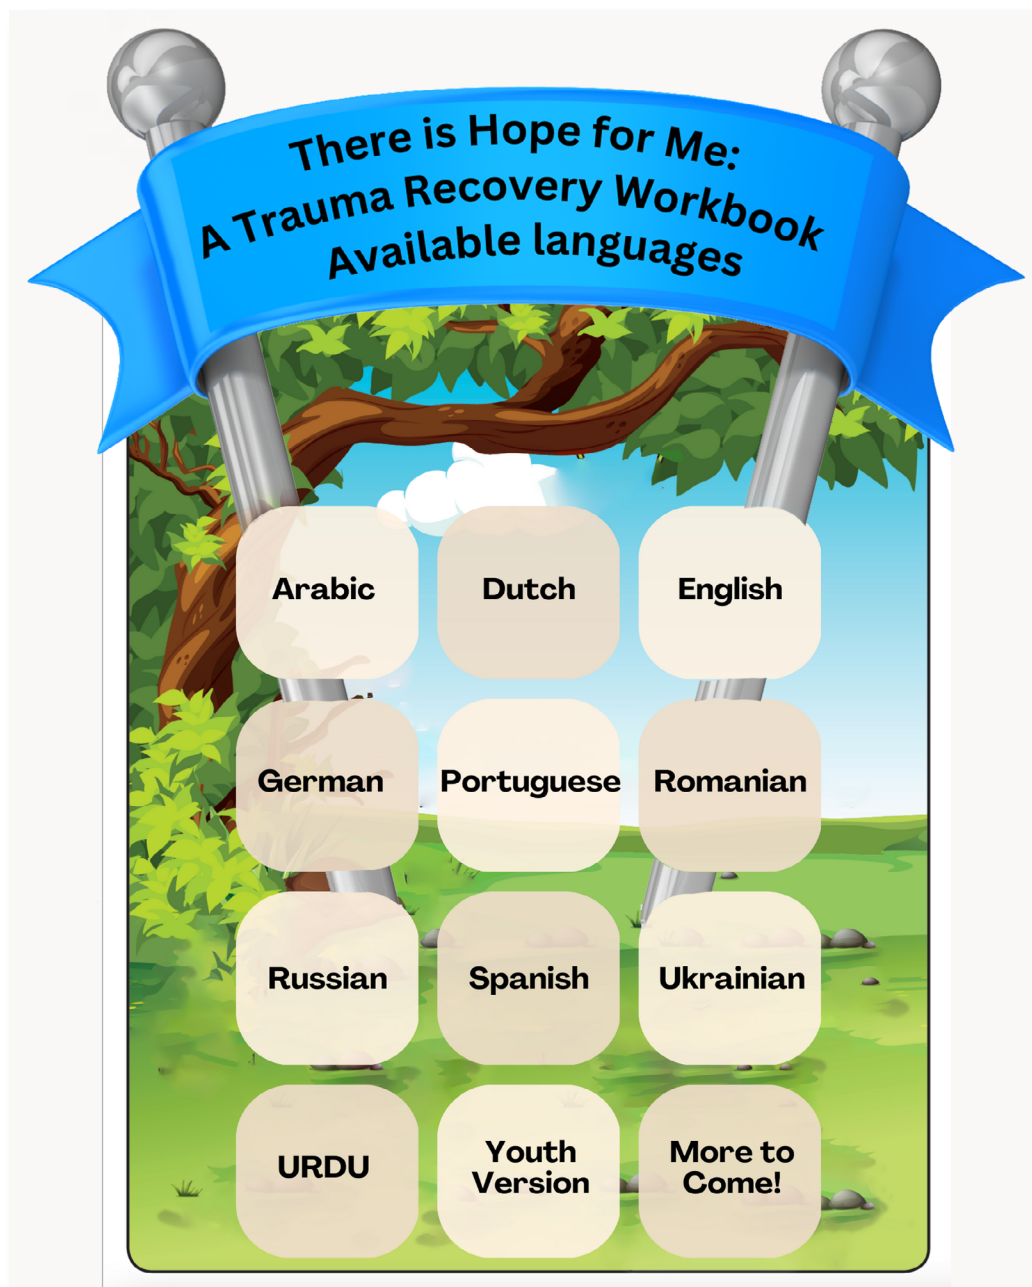 There is Hope for Me:
A Trauma Recovery Workbook
Available languages
Arabic
Dutch
English
German
Portuguese
Romanian
Russian
Spanish
Ukrainian
URDU
Youth
Version
More to
Come!